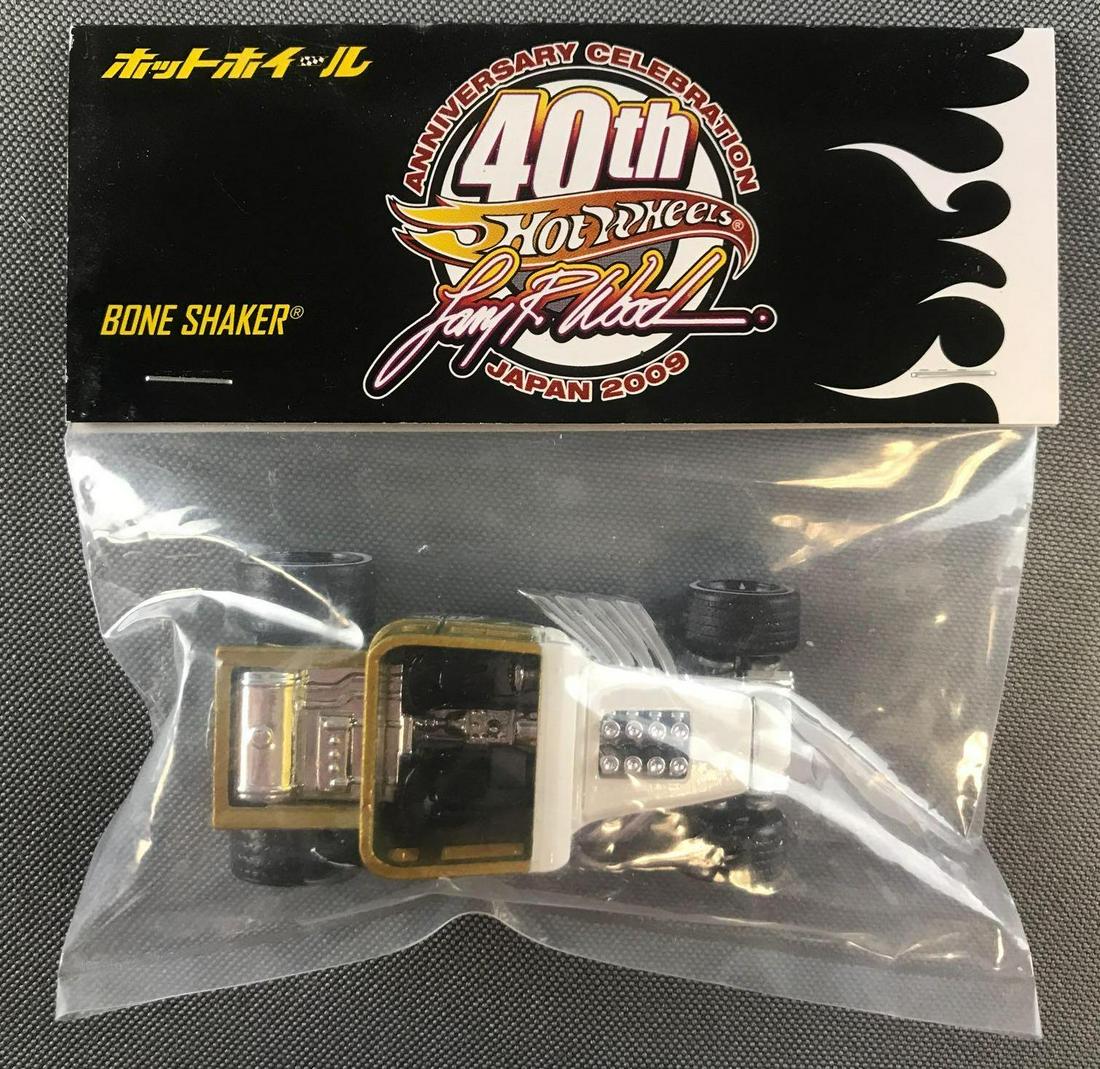 ホットホイール
ANNIVERSARY CELEBRATION
40th
HOT WHEELS®
Larry R. Wood
BONE SHAKER®
JAPAN 2009